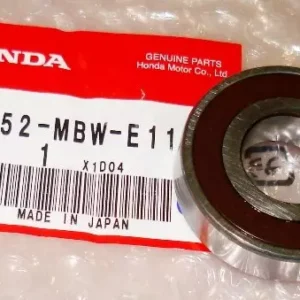 HONDA
GENUINE PARTS
Honda Motor Co., Ltd.
52-MBW-E11
1
X1D04
MADE IN JAPAN